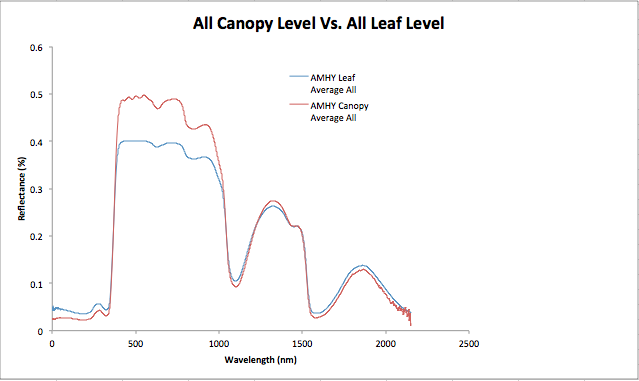 All Canopy Level Vs. All Leaf Level
0.6
0.5
0.4
0.3
0.2
0.1
0
Reflectance (%)
AMHY Leaf
Average All
AMHY Canopy
Average All
0
500
1000
1500
2000
2500
Wavelength (nm)